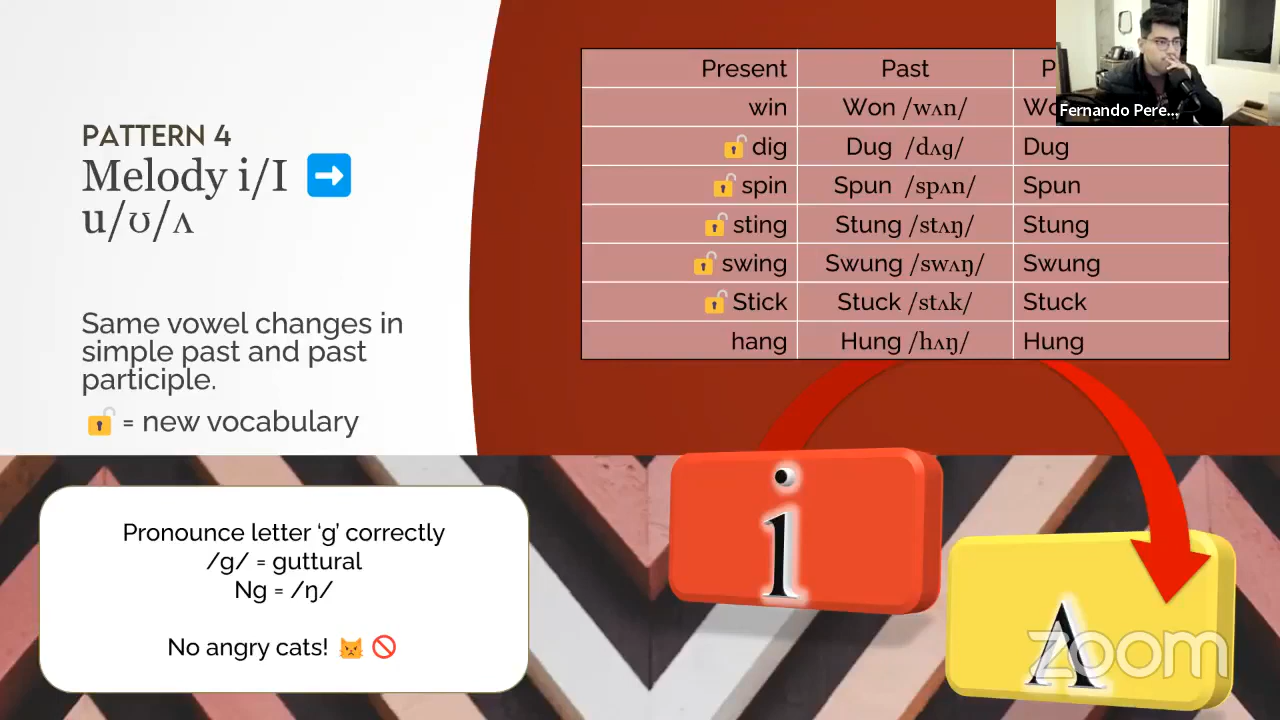 PATTERN 4
Melody i/I ➡
u/ʊ/ʌ
Same vowel changes in
simple past and past
participle.
🔓 = new vocabulary
Present Past P
win Won /wʌn/ Wo
🔓 dig Dug /dʌg/ Dug
🔓 spin Spun /spʌn/ Spun
🔓 sting Stung /stʌŋ/ Stung
🔓 swing Swung /swʌŋ/ Swung
🔓 Stick Stuck /stʌk/ Stuck
hang Hung /hʌŋ/ Hung
Fernando Pere...
Pronounce letter ‘g’ correctly
/g/ = guttural
Ng = /ŋ/
No angry cats! 😾 🚫
i
ʌ
zoom